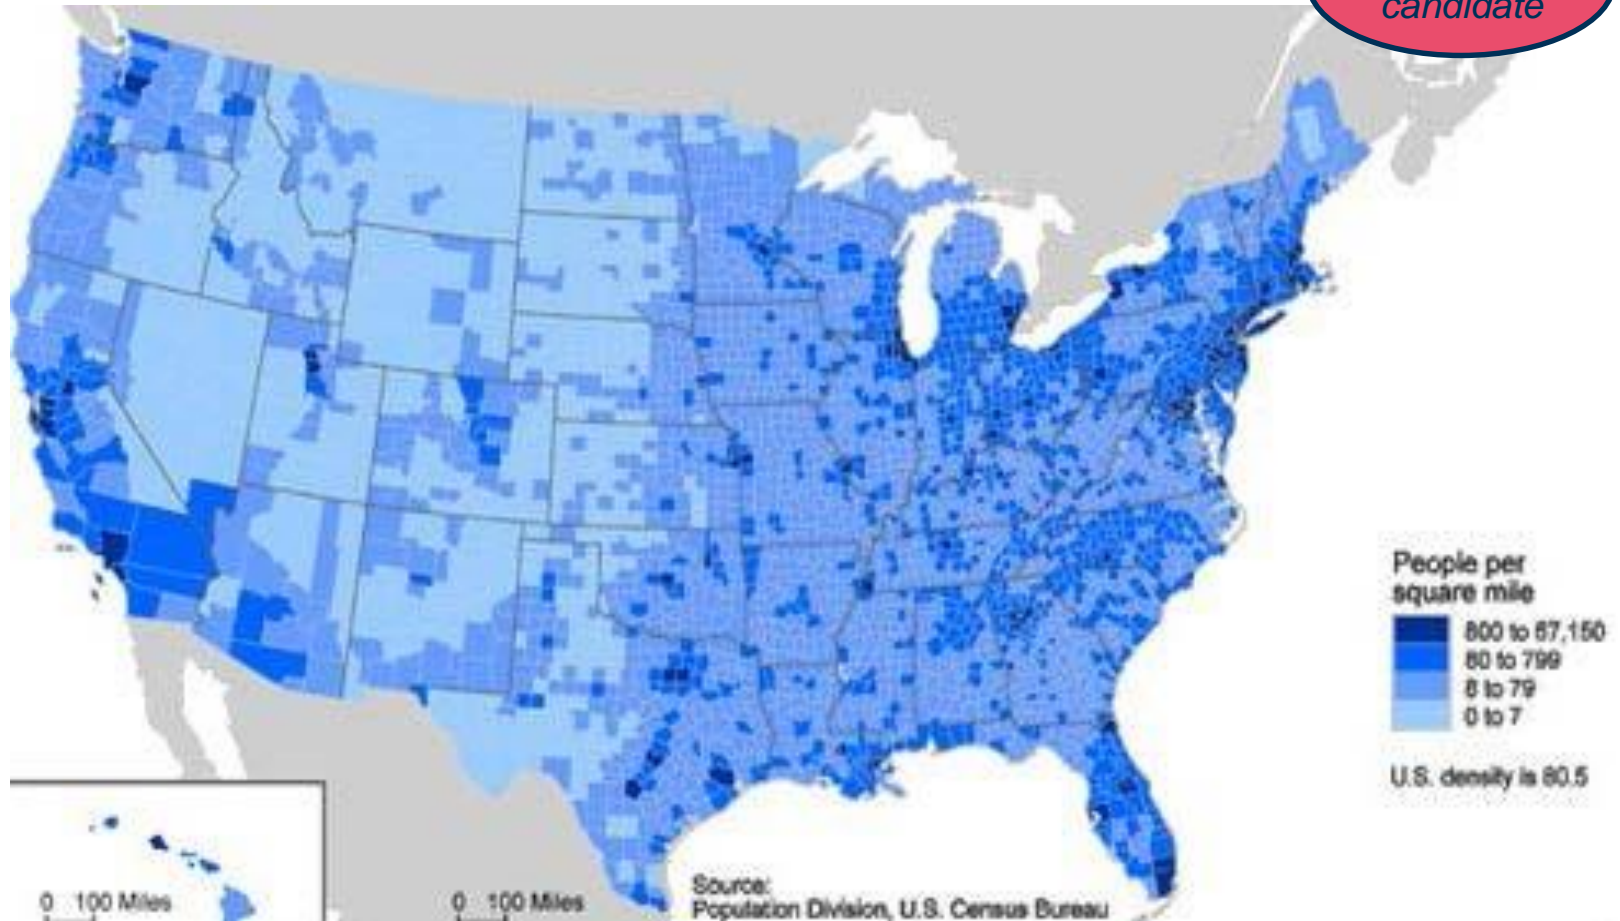 candidate
People per
square mile
800 to 67,150
80 to 799
8 to 79
0 to 7
U.S. density is 80.5
0 100 Miles
0 100 Miles
Source:
Population Division, U.S. Census Bureau